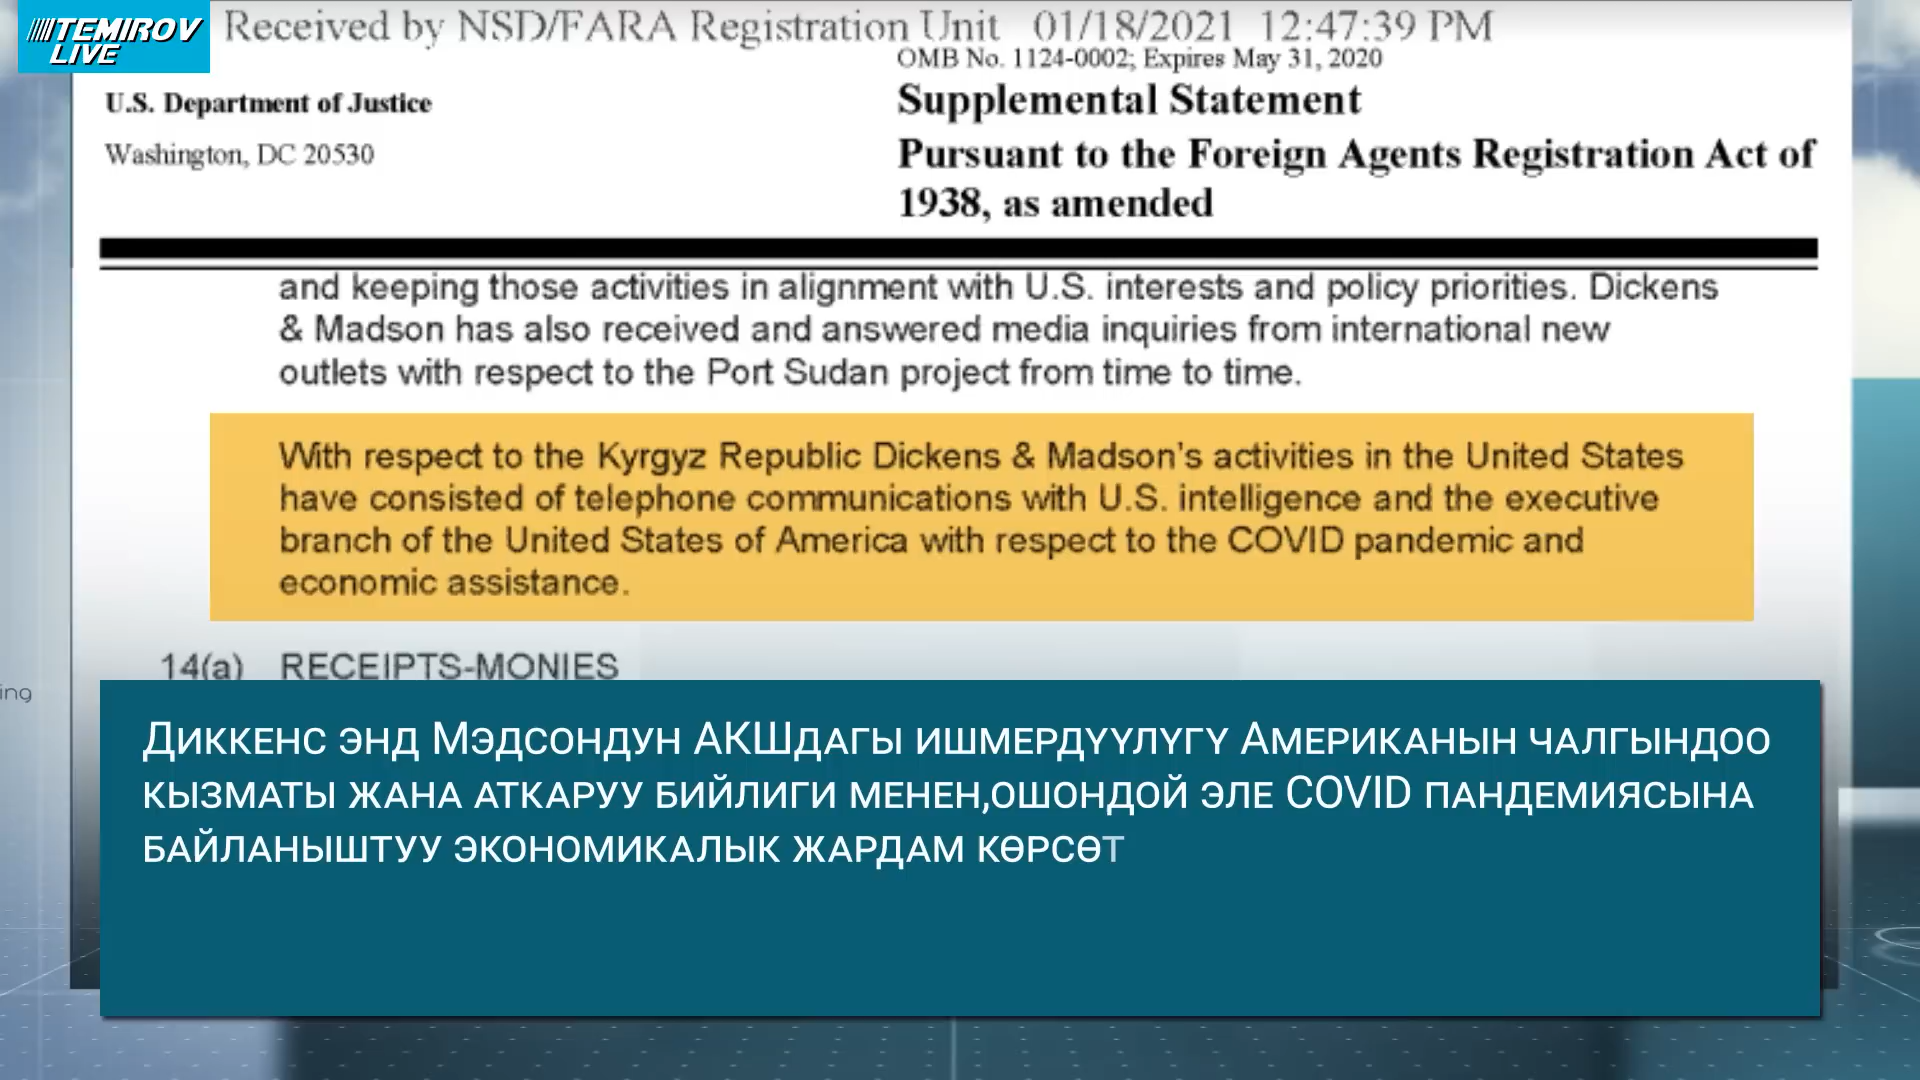 TEMIROV
LIVE
Received by NSD/FARA Registration Unit 01/18/2021 12:47:39 PM
OMB No. 1124-0002; Expires May 31, 2020
U.S. Department of Justice
Washington, DC 20530
Supplemental Statement
Pursuant to the Foreign Agents Registration Act of
1938, as amended
and keeping those activities in alignment with U.S. interests and policy priorities. Dickens
& Madson has also received and answered media inquiries from international new
outlets with respect to the Port Sudan project from time to time.
With respect to the Kyrgyz Republic Dickens & Madson's activities in the United States
have consisted of telephone communications with U.S. intelligence and the executive
branch of the United States of America with respect to the COVID pandemic and
economic assistance.
14(a) RECEIPTS-MONIES
ing
Диккенс энд Мэдсондун АКШдагы ишмердүүлүгү Американын чалгындоо
кызматы жана аткаруу бийлиги менен,ошондой эле COVID пандемиясына
байланыштуу экономикалык жардам көрсөт